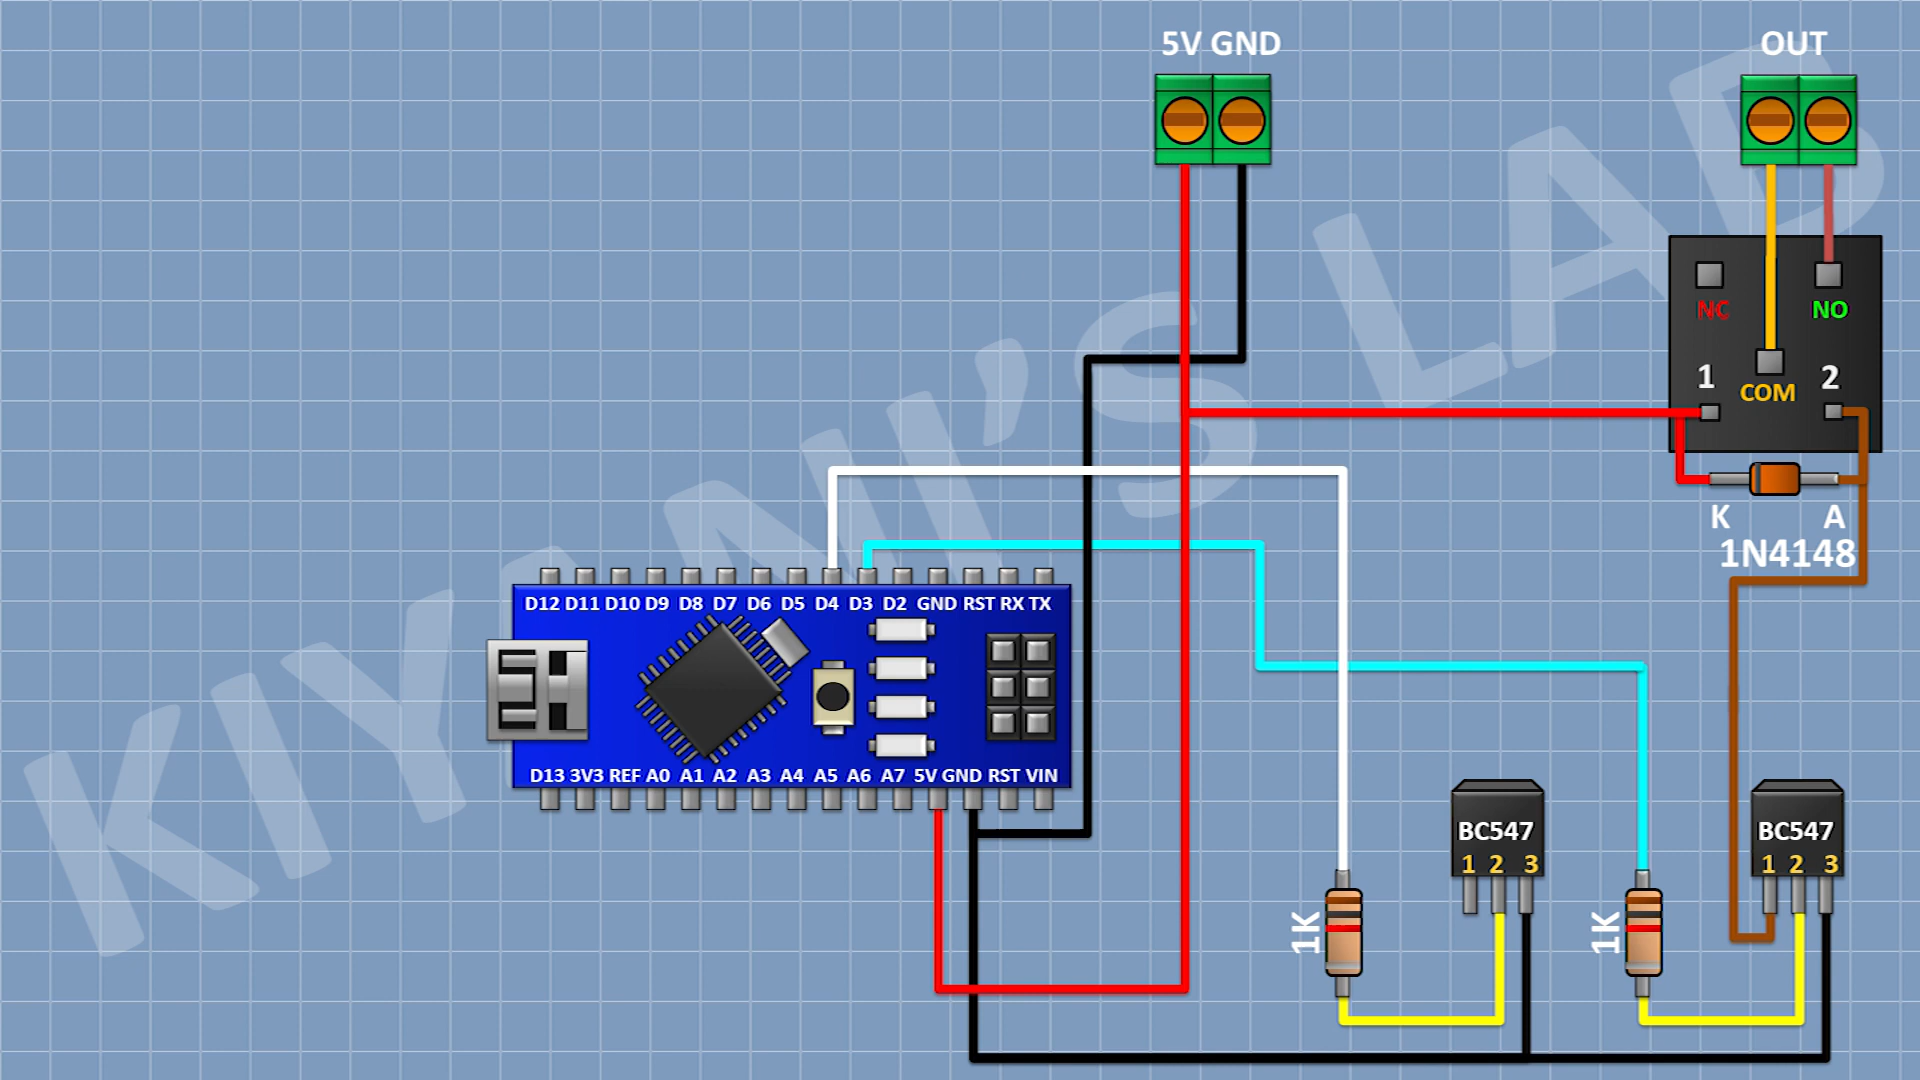 5V GND
OUT
NC
NO
1
2
COM
K
A
1N4148
D12 D11 D10 D9 D8 D7 D6 D5 D4 D3 D2 GND RST RX TX
D13 3V3 REF A0 A1 A2 A3 A4 A5 A6 A7 5V GND RST VIN
BC547
1 2 3
BC547
1 2 3
1K
1K
KIYANI'S LAB